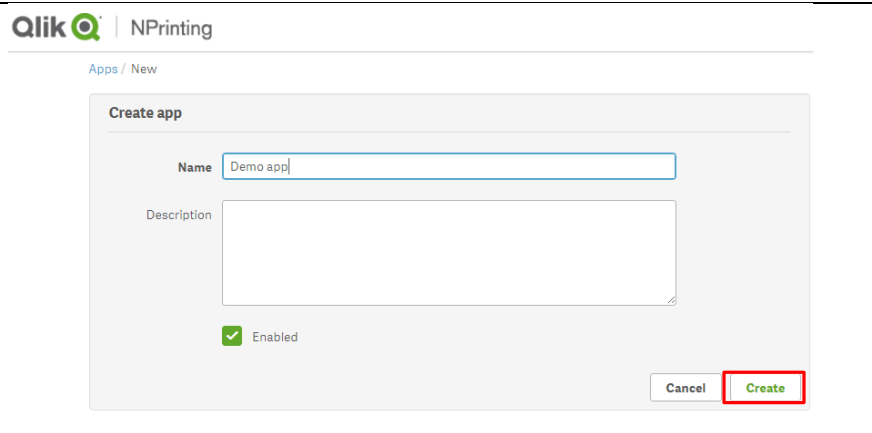 Qlik NPrinting
Apps / New
Create app
Name Demo app
Description
Enabled
Cancel Create